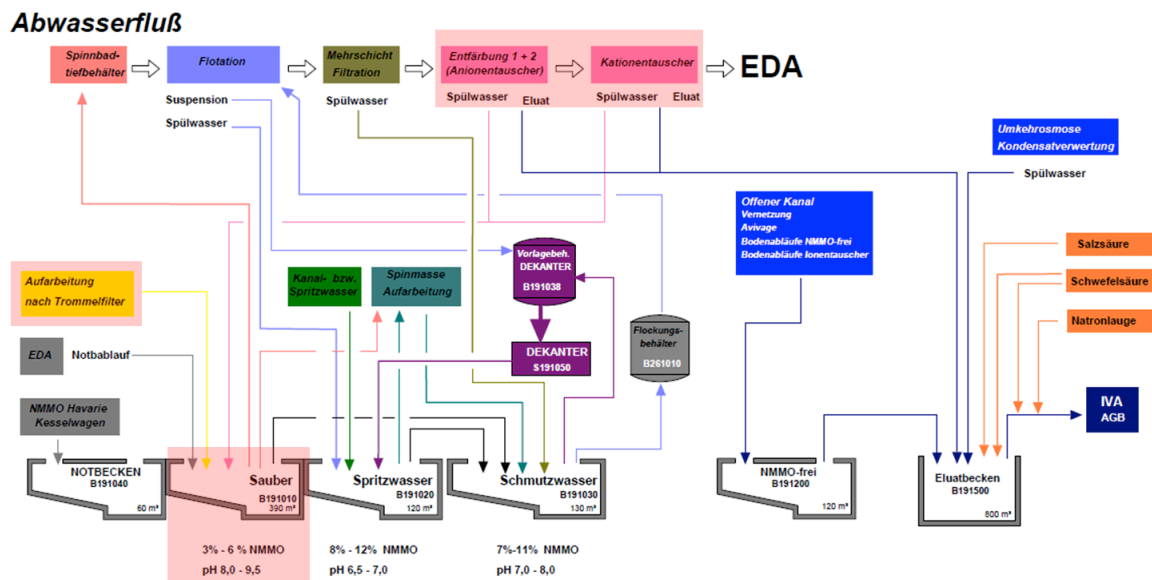 Abwasserfluß
Spinnbad-
tiefbehälter
Flotation
Mehrschicht
Filtration
Entfärbung 1 + 2
(Anionentauscher)
Kationentauscher
EDA
Suspension
Spülwasser
Spülwasser
Spülwasser
Eluat
Spülwasser
Eluat
Umkehrosmose
Kondensatverwertung
Spülwasser
Offener Kanal
Vernetzung
Avivage
Bodenabläufe NMMO-frei
Bodenabläufe Ionentauscher
Salzsäure
Schwefelsäure
Natronlauge
Aufarbeitung
nach Trommelfilter
Kanal- bzw.
Spritzwasser
Spinmasse
Aufarbeitung
Vorlagebeh.
DEKANTER
B191038
DEKANTER
S191050
Flockungs-
behälter
B261010
EDA
Notbablauf
NMMO Havarie
Kesselwagen
IVA
AGB
NOTBECKEN
B191040
60 m³
Sauber
B191010
390 m³
Spritzwasser
B191020
120 m³
Schmutzwasser
B191030
130 m³
NMMO-frei
B191200
120 m³
Eluatbecken
B191500
800 m³
3% - 6 % NMMO
pH 8,0 - 9,5
8% - 12% NMMO
pH 6,5 - 7,0
7%-11% NMMO
pH 7,0 - 8,0